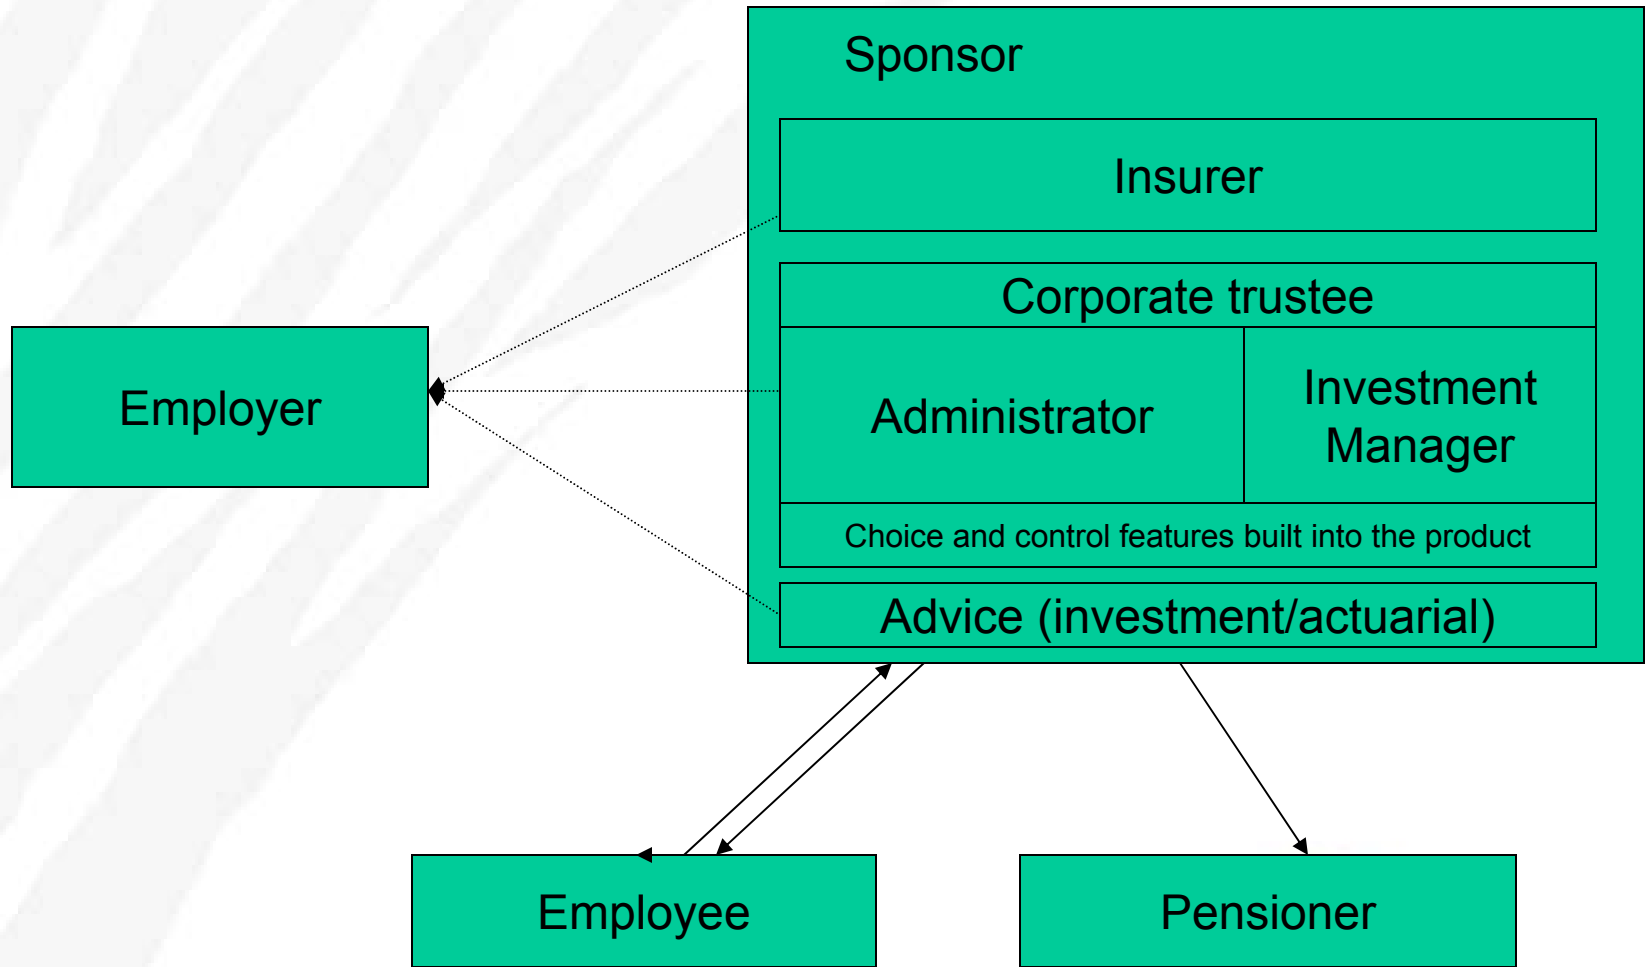 Sponsor
Insurer
Corporate trustee
Employer
Administrator
Investment
Manager
Choice and control features built into the product
Advice (investment/actuarial)
Employee
Pensioner